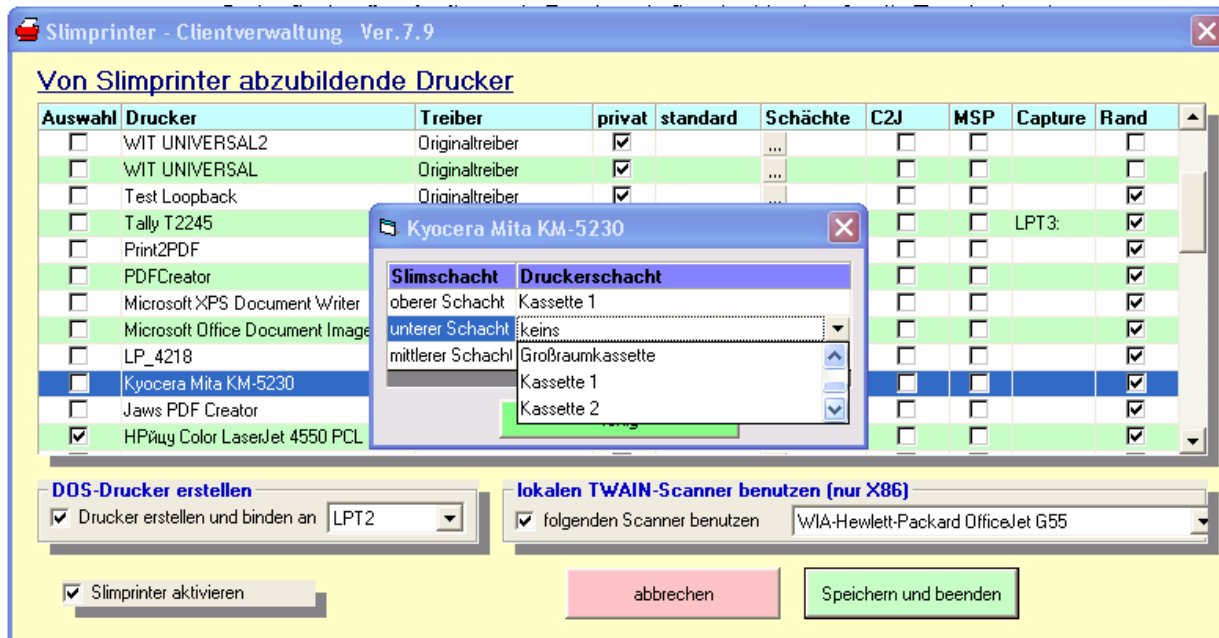 Slimprinter - Clientverwaltung Ver.7.9
Von Slimprinter abzubildende Drucker
Auswahl Drucker Treiber privat standard Schächte C2J MSP Capture Rand
WIT UNIVERSAL2 Originaltreiber ...
WIT UNIVERSAL Originaltreiber ...
Test Loopback Originaltreiber ...
Tally T2245 LPT3:
Print2PDF
PDFCreator
Microsoft XPS Document Writer
Microsoft Office Document Image
LP_4218
Kyocera Mita KM-5230
Jaws PDF Creator
HPйцу Color LaserJet 4550 PCL
Kyocera Mita KM-5230
Slimschacht Druckerschacht
oberer Schacht Kassette 1
unterer Schacht keins
mittlerer Schacht Großraumkassette
Kassette 1
Kassette 2
DOS-Drucker erstellen
Drucker erstellen und binden an LPT2
lokalen TWAIN-Scanner benutzen (nur X86)
folgenden Scanner benutzen WIA-Hewlett-Packard OfficeJet G55
Slimprinter aktivieren
abbrechen
Speichern und beenden